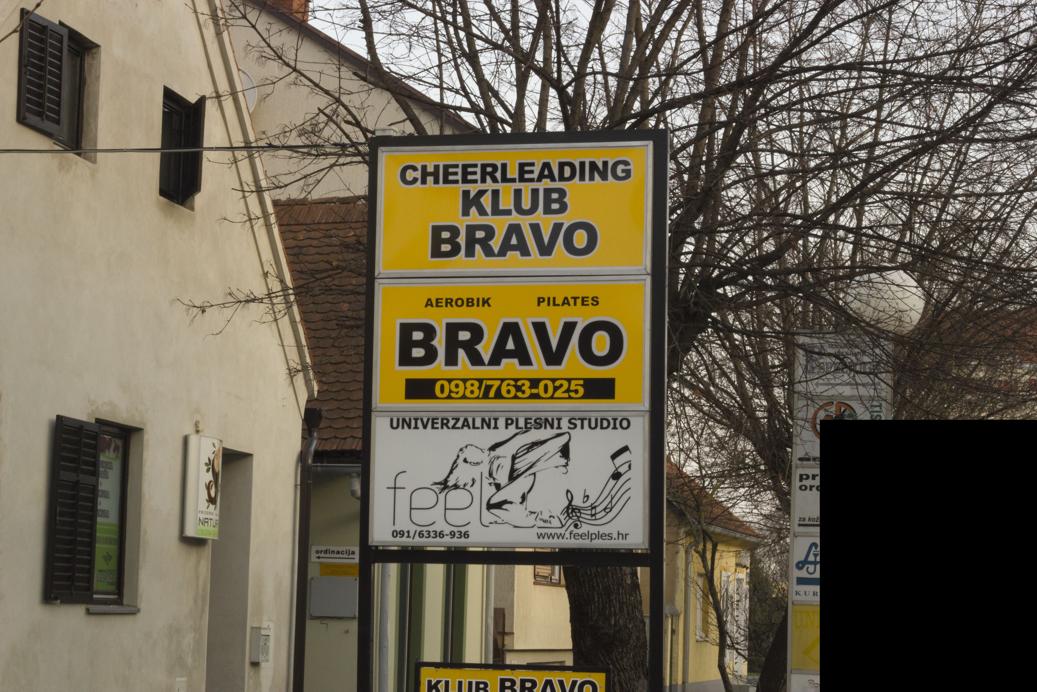 CHEERLEADING
KLUB
BRAVO
AEROBIK PILATES
BRAVO
098/763-025
UNIVERZALNI PLESNI STUDIO
feel
091/6336-936 www.feelples.hr
KLUB BRAVO
ordinacija
NATU